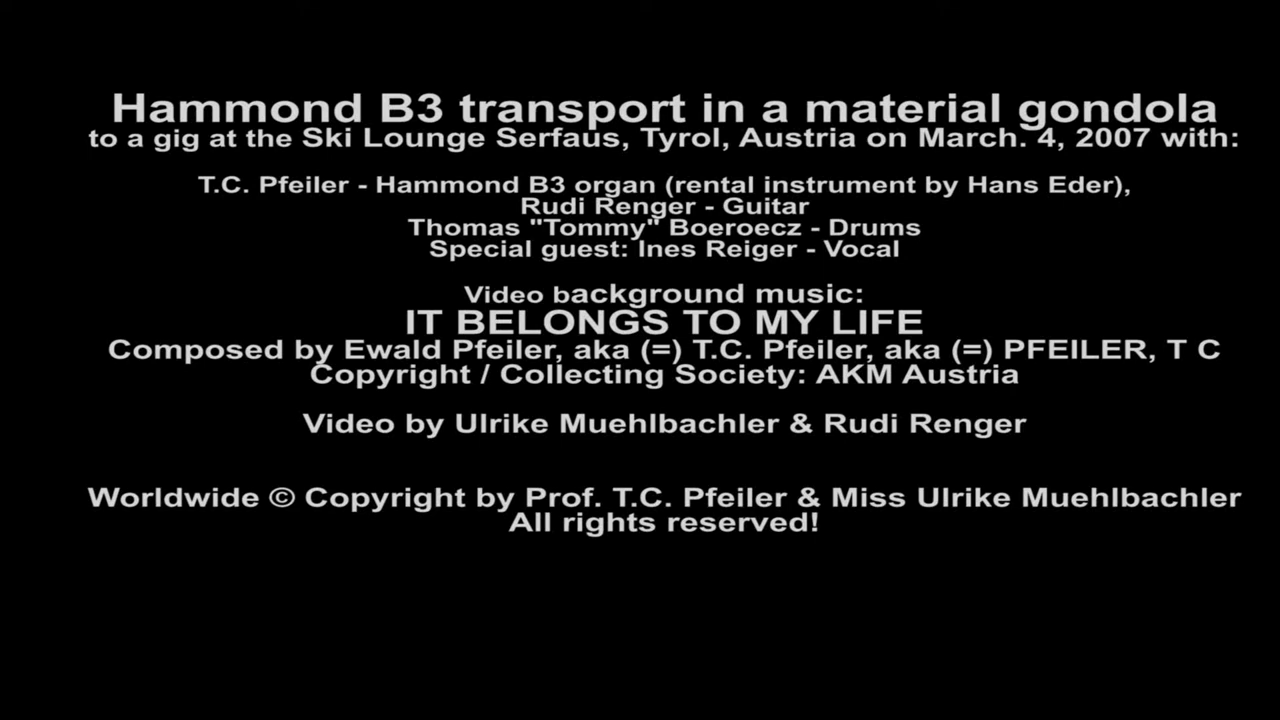 Hammond B3 transport in a material gondola
to a gig at the Ski Lounge Serfaus, Tyrol, Austria on March. 4, 2007 with:
T.C. Pfeiler - Hammond B3 organ (rental instrument by Hans Eder),
Rudi Renger - Guitar
Thomas "Tommy" Boeroecz - Drums
Special guest: Ines Reiger - Vocal
Video background music:
IT BELONGS TO MY LIFE
Composed by Ewald Pfeiler, aka (=) T.C. Pfeiler, aka (=) PFEILER, T C
Copyright / Collecting Society: AKM Austria
Video by Ulrike Muehlbachler & Rudi Renger
Worldwide © Copyright by Prof. T.C. Pfeiler & Miss Ulrike Muehlbachler
All rights reserved!